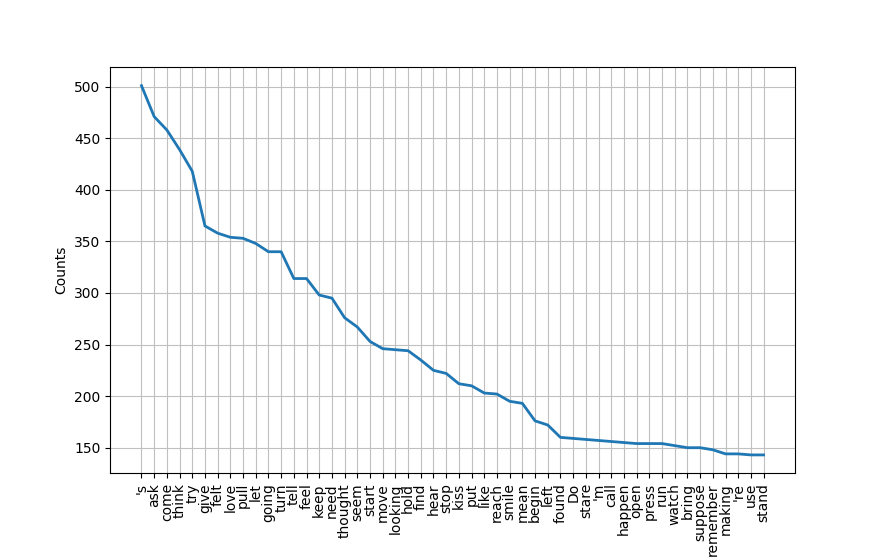 500
450
400
350
300
250
200
150
Counts
's
ask
come
think
try
give
felt
love
pull
let
going
turn
tell
feel
keep
need
thought
seem
start
move
looking
hold
find
hear
stop
kiss
put
like
reach
smile
mean
begin
left
found
Do
stare
'm
call
happen
open
press
run
watch
bring
suppose
remember
making
're
use
stand